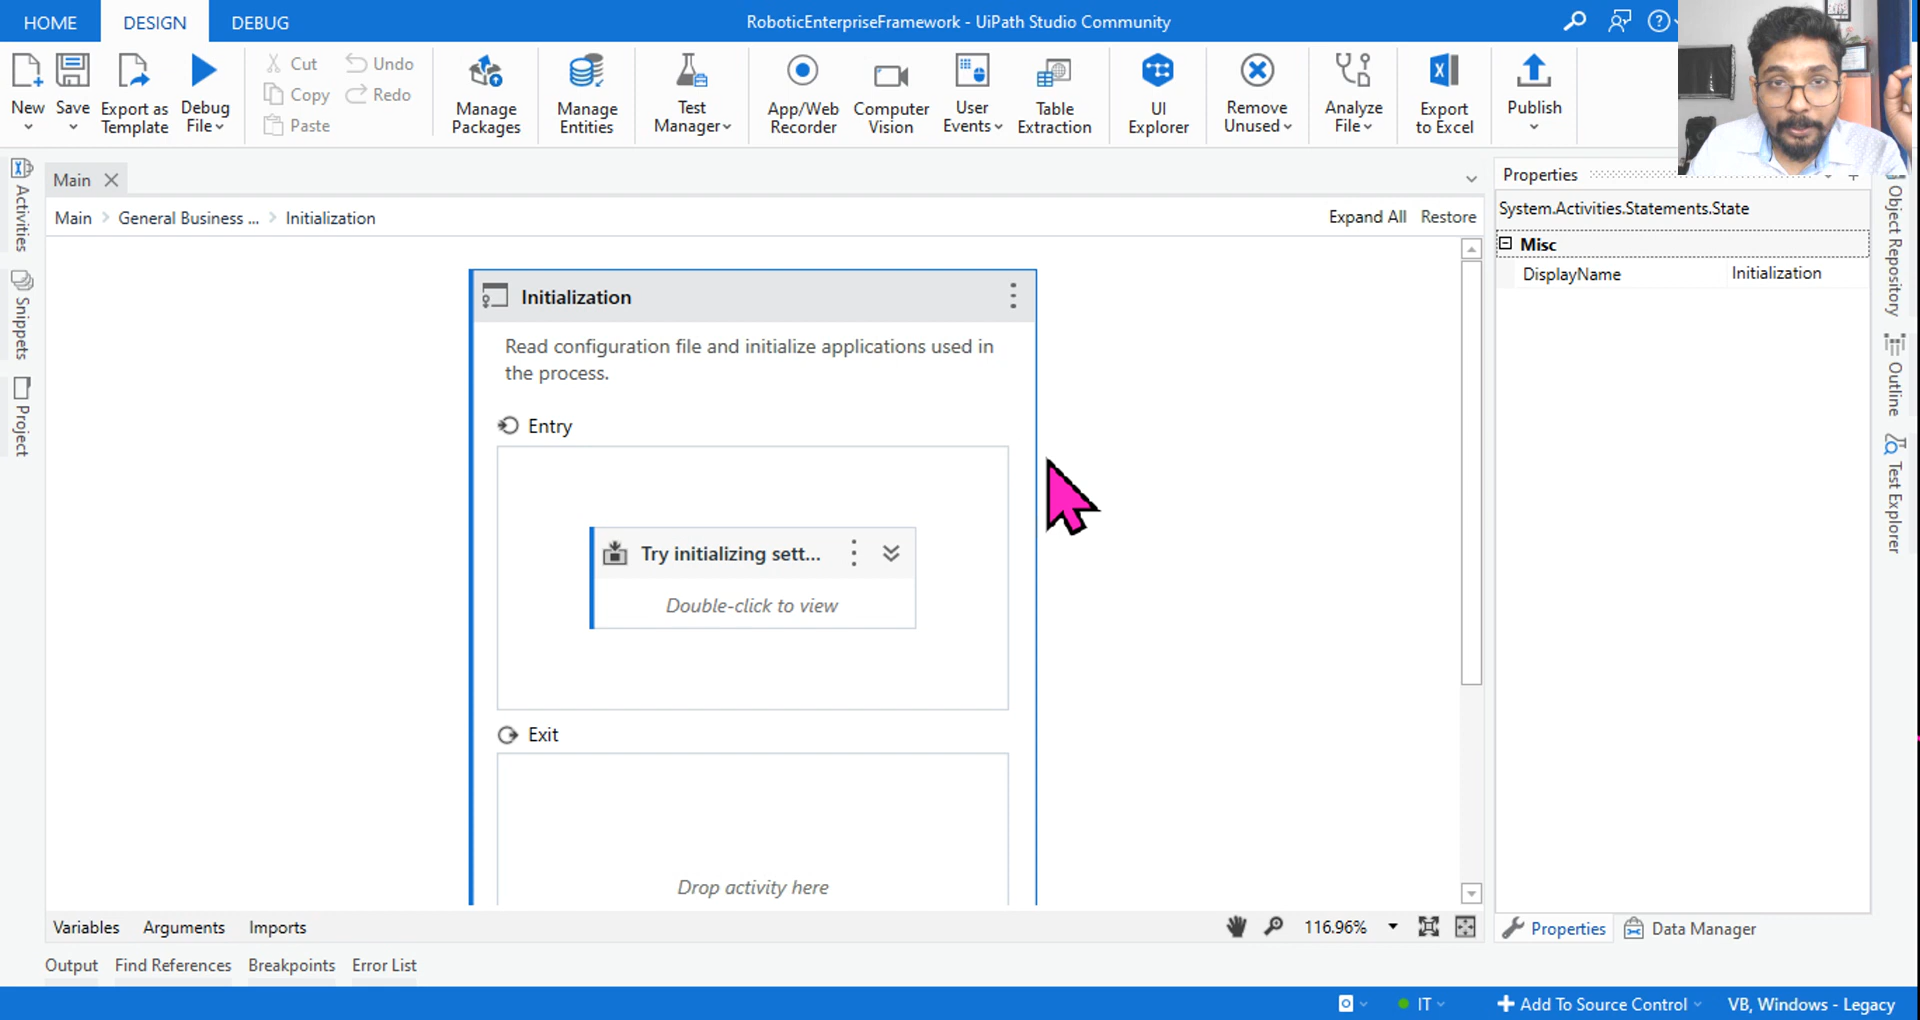 HOME DESIGN DEBUG
RoboticEnterpriseFramework - UiPath Studio Community
New
Save
Export as
Template
Debug
File
Cut
Copy
Paste
Undo
Redo
Manage
Packages
Manage
Entities
Test
Manager
App/Web
Recorder
Computer
Vision
User
Events
Table
Extraction
UI
Explorer
Remove
Unused
Analyze
File
Export
to Excel
Publish
Activities
Snippets
Project
Main
Main > General Business ... > Initialization
Expand All Restore
Initialization
Read configuration file and initialize applications used in
the process.
Entry
Try initializing sett...
Double-click to view
Exit
Drop activity here
Variables Arguments Imports
116.96%
Output Find References Breakpoints Error List
Properties
System.Activities.Statements.State
Misc
DisplayName Initialization
Properties Data Manager
Object Repository
Outline
Test Explorer
IT
Add To Source Control
VB, Windows - Legacy